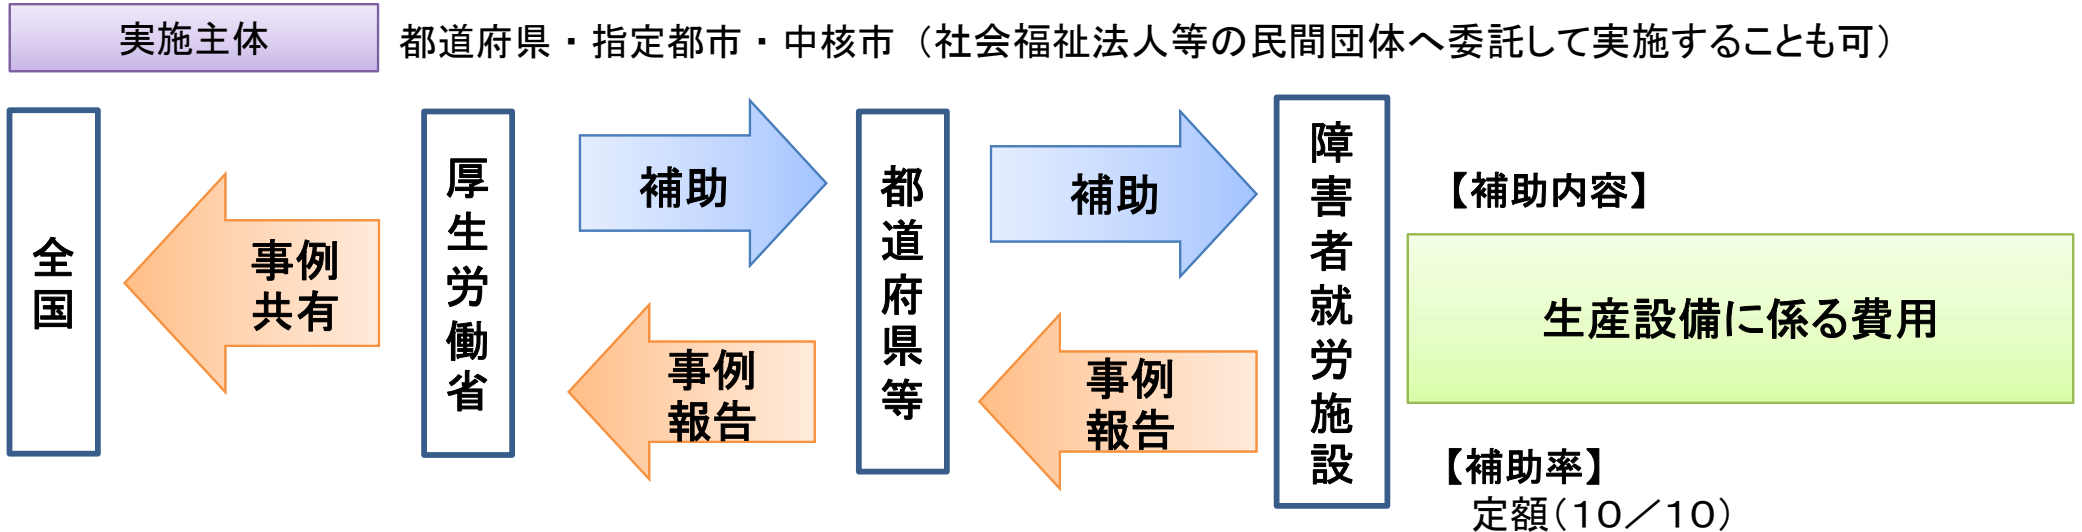 実施主体
都道府県・指定都市・中核市（社会福祉法人等の民間団体へ委託して実施することも可）
全国
事例
共有
厚生労働省
補助
事例
報告
都道府県等
補助
事例
報告
障害者就労施設
【補助内容】
生産設備に係る費用
【補助率】
定額（１０／１０）